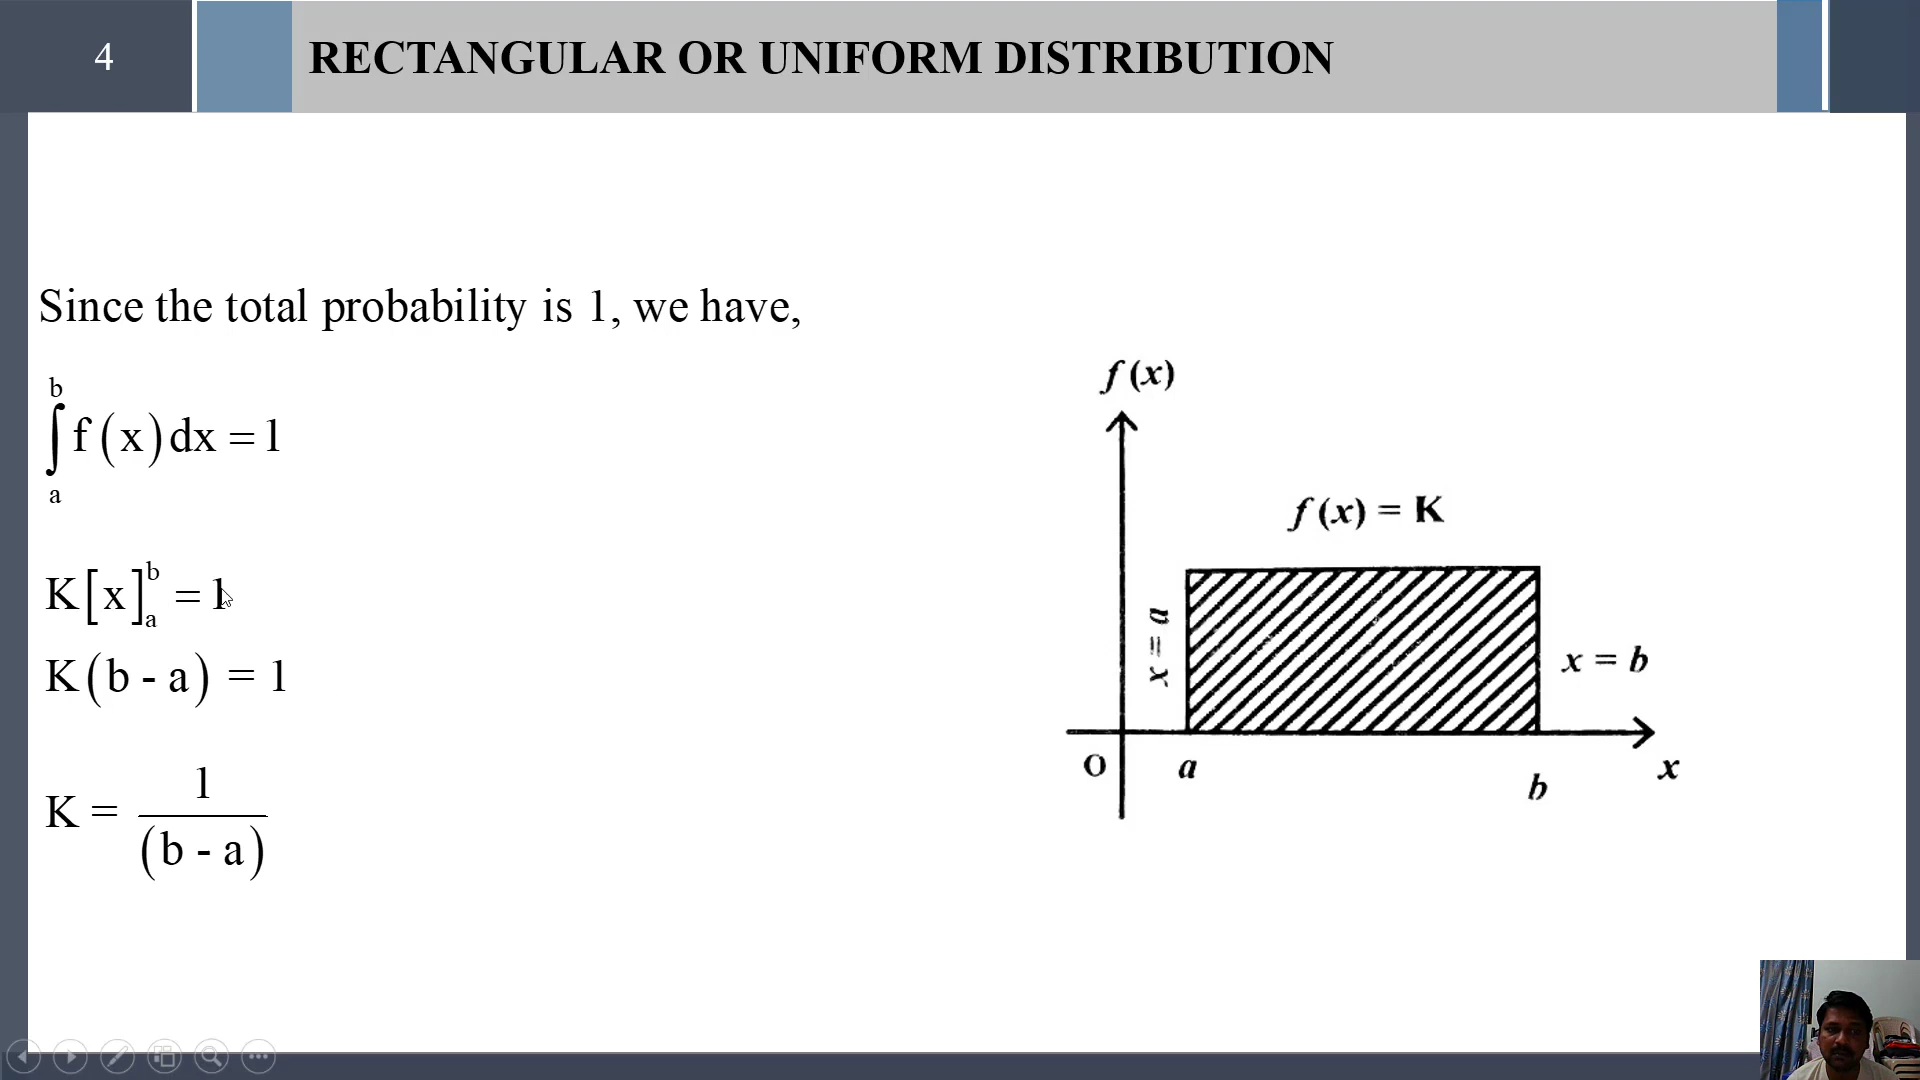 4
RECTANGULAR OR UNIFORM DISTRIBUTION
Since the total probability is 1, we have,
b
∫ f(x)dx = 1
a
K[x]ᵇₐ = 1
K(b - a) = 1
K = 1
(b - a)
f (x)
f (x) = K
x = a
x = b
O
a
b
x